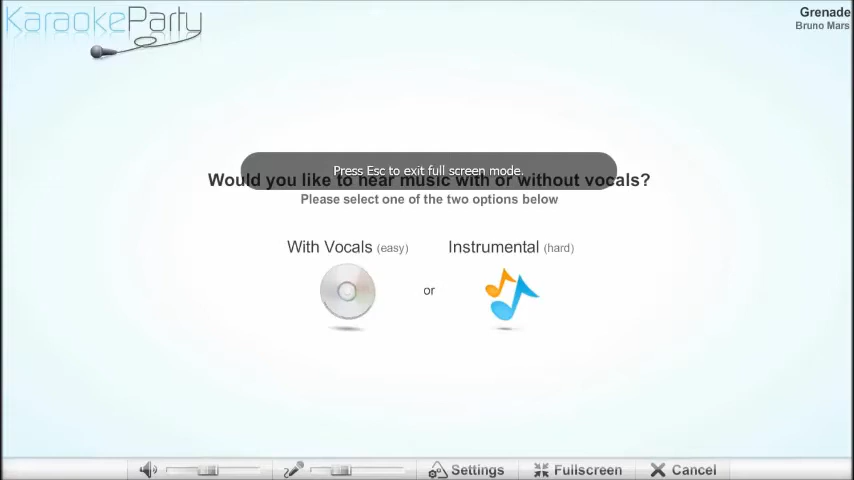 KaraokeParty
Grenade
Bruno Mars
Press Esc to exit full screen mode.
Would you like to hear music with or without vocals?
Please select one of the two options below
With Vocals (easy)
Instrumental (hard)
or
Settings
Fullscreen
Cancel